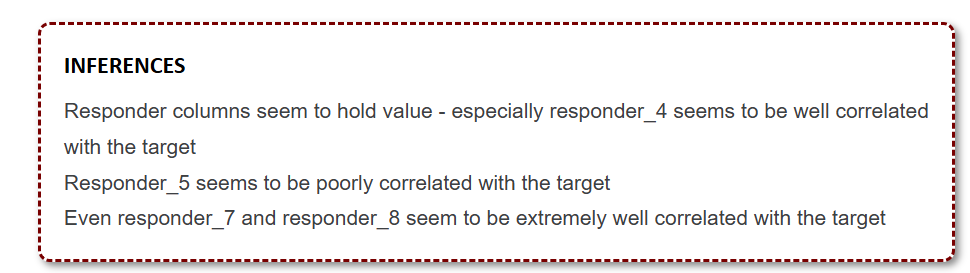 INFERENCES
Responder columns seem to hold value - especially responder_4 seems to be well correlated
with the target
Responder_5 seems to be poorly correlated with the target
Even responder_7 and responder_8 seem to be extremely well correlated with the target